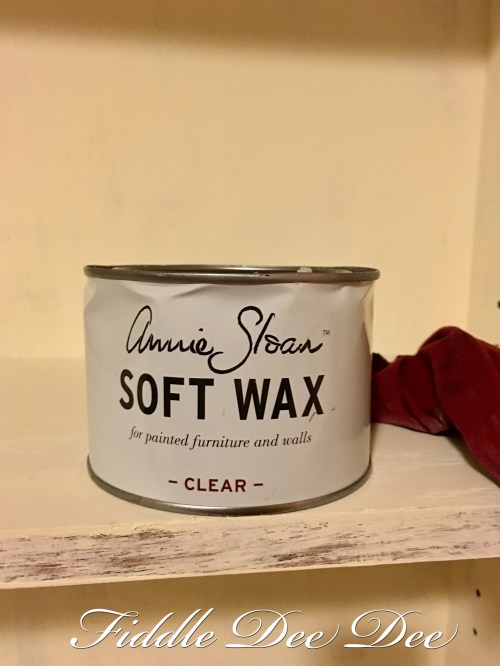 Annie Sloan™
SOFT WAX
for painted furniture and walls
- CLEAR -
Fiddle Dee Dee